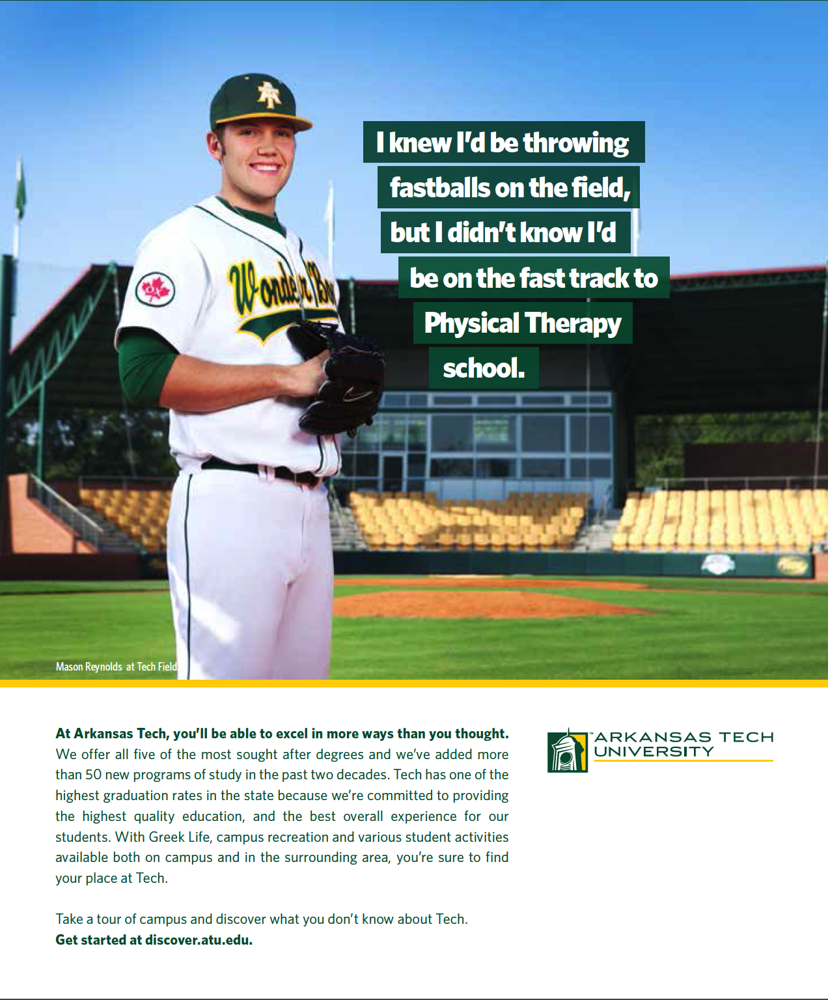 AT
I knew I'd be throwing
fastballs on the field,
but I didn't know I'd
be on the fast track to
Physical Therapy
school.
Wonder Bo
Mason Reynolds at Tech Field
At Arkansas Tech, you'll be able to excel in more ways than you thought.
We offer all five of the most sought after degrees and we've added more
than 50 new programs of study in the past two decades. Tech has one of the
highest graduation rates in the state because we're committed to providing
the highest quality education, and the best overall experience for our
students. With Greek Life, campus recreation and various student activities
available both on campus and in the surrounding area, you're sure to find
your place at Tech.
Take a tour of campus and discover what you don't know about Tech.
Get started at discover.atu.edu.
™ARKANSAS TECH
UNIVERSITY